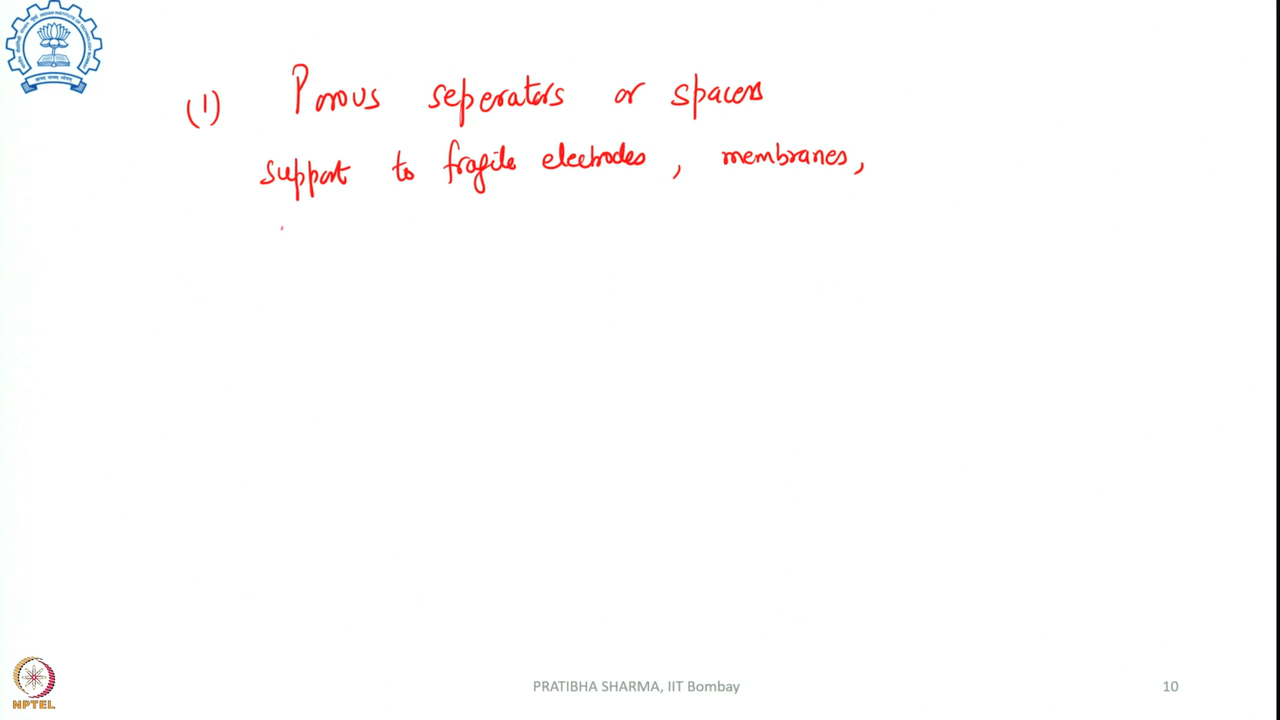 (1) Porous seperators or spacers
support to fragile electrodes, membranes,
NPTEL
PRATIBHA SHARMA, IIT Bombay
10